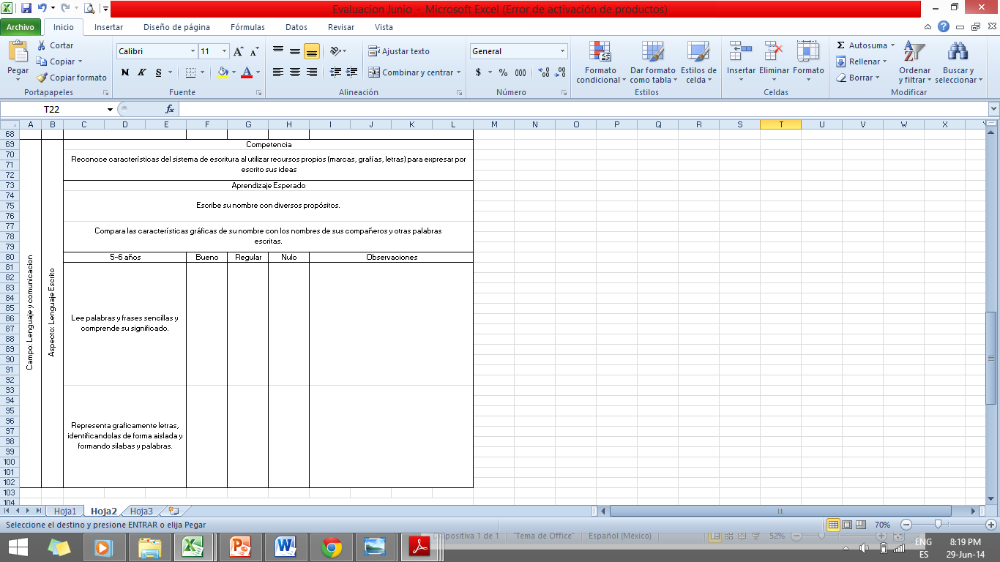 Evaluacion Junio - Microsoft Excel (Error de activación de productos)
Archivo Inicio Insertar Diseño de página Fórmulas Datos Revisar Vista
Pegar
Cortar
Copiar
Copiar formato
Portapapeles
Calibri 11
N K S
Fuente
Ajustar texto
Combinar y centrar
Alineación
General
$ % 000
Número
Formato condicional
Dar formato como tabla
Estilos de celda
Estilos
Insertar Eliminar Formato
Celdas
Autosuma
Rellenar
Borrar
Ordenar y filtrar
Buscar y seleccionar
Modificar
T22 fx
A B C D E F G H I J K L M N O P Q R S T U V W X
68
69
70
71
72
73
74
75
76
77
78
79
80
81
82
83
84
85
86
87
88
89
90
91
92
93
94
95
96
97
98
99
100
101
102
103
104
Campo: Lenguaje y comunicacion
Aspecto: Lenguaje Escrito
Competencia
Reconoce características del sistema de escritura al utilizar recursos propios (marcas, grafías, letras) para expresar por
escrito sus ideas
Aprendizaje Esperado
Escribe su nombre con diversos propósitos.
Compara las características gráficas de su nombre con los nombres de sus compañeros y otras palabras
escritas.
5-6 años Bueno Regular Nulo Observaciones
Lee palabras y frases sencillas y
comprende su significado.
Representa graficamente letras,
identificandolas de forma aislada y
formando silabas y palabras.
Hoja1 Hoja2 Hoja3
Seleccione el destino y presione ENTRAR o elija Pegar
70%
Diapositiva 1 de 1 "Tema de Office" Español (México) 52%
ENG
ES
8:19 PM
29-Jun-14